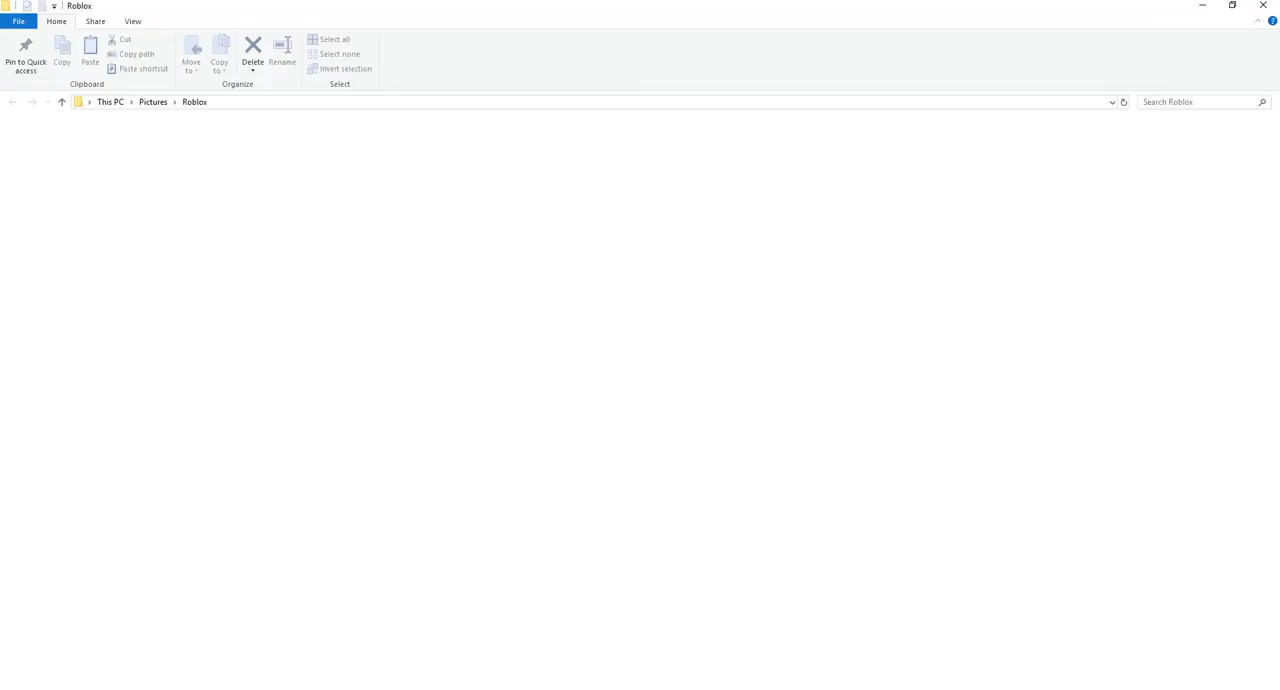 Roblox
File Home Share View
Pin to Quick access
Copy
Paste
Cut
Copy path
Paste shortcut
Clipboard
Move to
Copy to
Delete
Rename
Organize
Select all
Select none
Invert selection
Select
This PC > Pictures > Roblox
Search Roblox